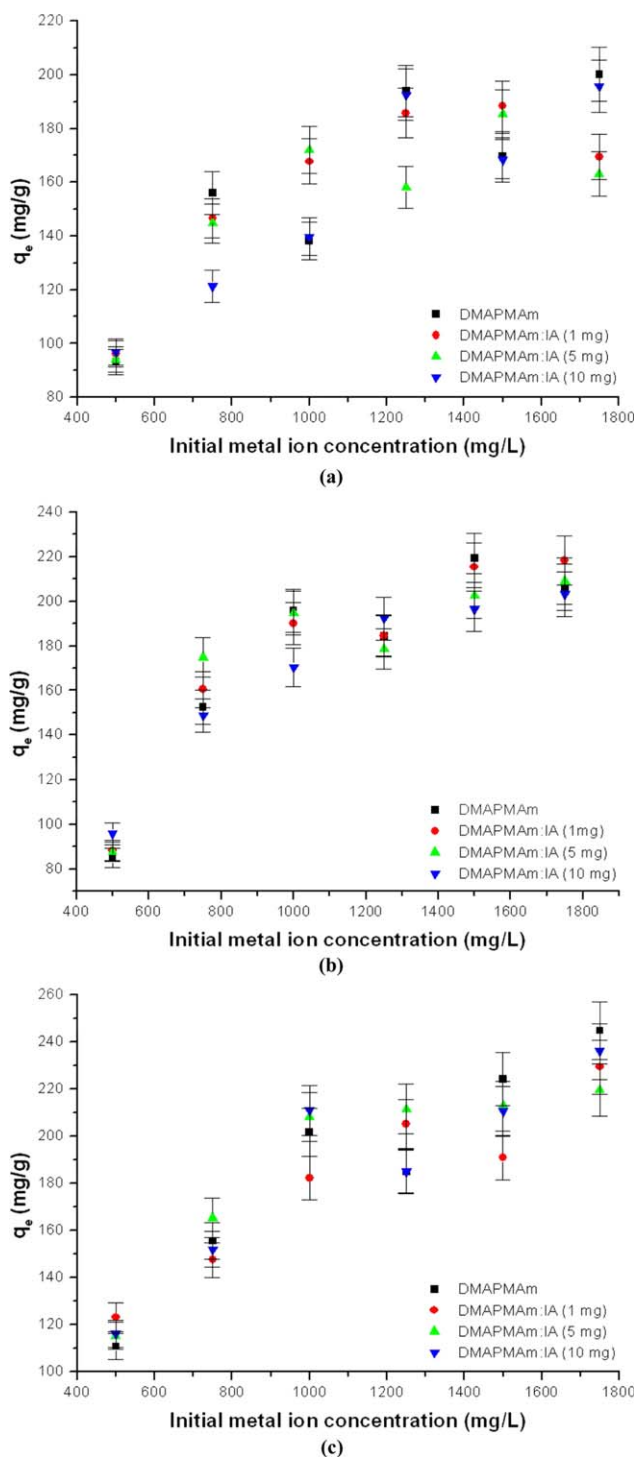 220
200
180
160
140
120
100
80
qe (mg/g)
DMAPMAm
DMAPMAm:IA (1 mg)
DMAPMAm:IA (5 mg)
DMAPMAm:IA (10 mg)
400 600 800 1000 1200 1400 1600 1800
Initial metal ion concentration (mg/L)
(a)
240
220
200
180
160
140
120
100
80
qe (mg/g)
DMAPMAm
DMAPMAm:IA (1mg)
DMAPMAm:IA (5 mg)
DMAPMAm:IA (10 mg)
400 600 800 1000 1200 1400 1600 1800
Initial metal ion concentration (mg/L)
(b)
260
240
220
200
180
160
140
120
100
qe (mg/g)
DMAPMAm
DMAPMAm:IA (1 mg)
DMAPMAm:IA (5 mg)
DMAPMAm:IA (10 mg)
400 600 800 1000 1200 1400 1600 1800
Initial metal ion concentration (mg/L)
(c)